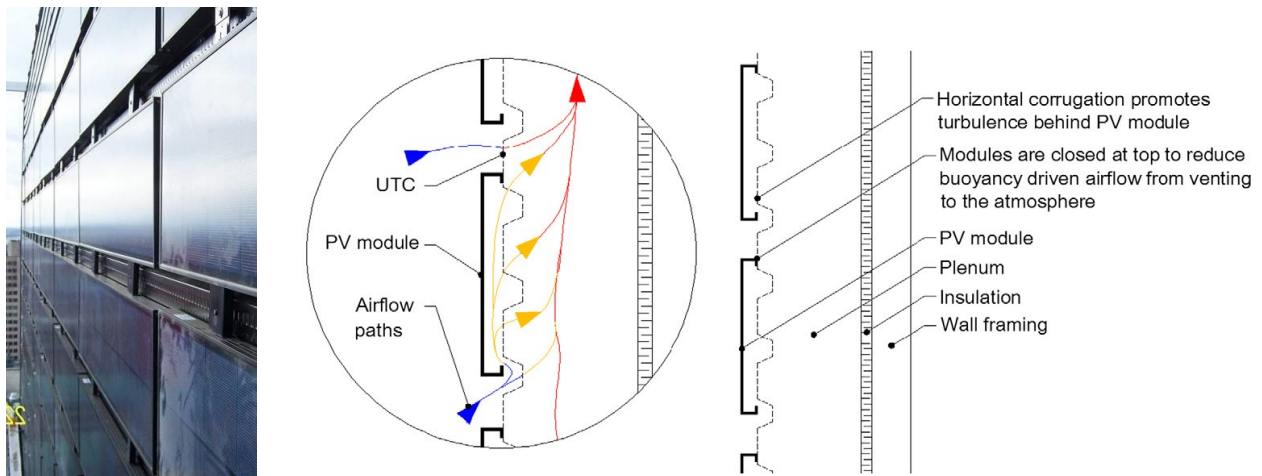 UTC
PV module
Airflow
paths
Horizontal corrugation promotes
turbulence behind PV module
Modules are closed at top to reduce
buoyancy driven airflow from venting
to the atmosphere
PV module
Plenum
Insulation
Wall framing